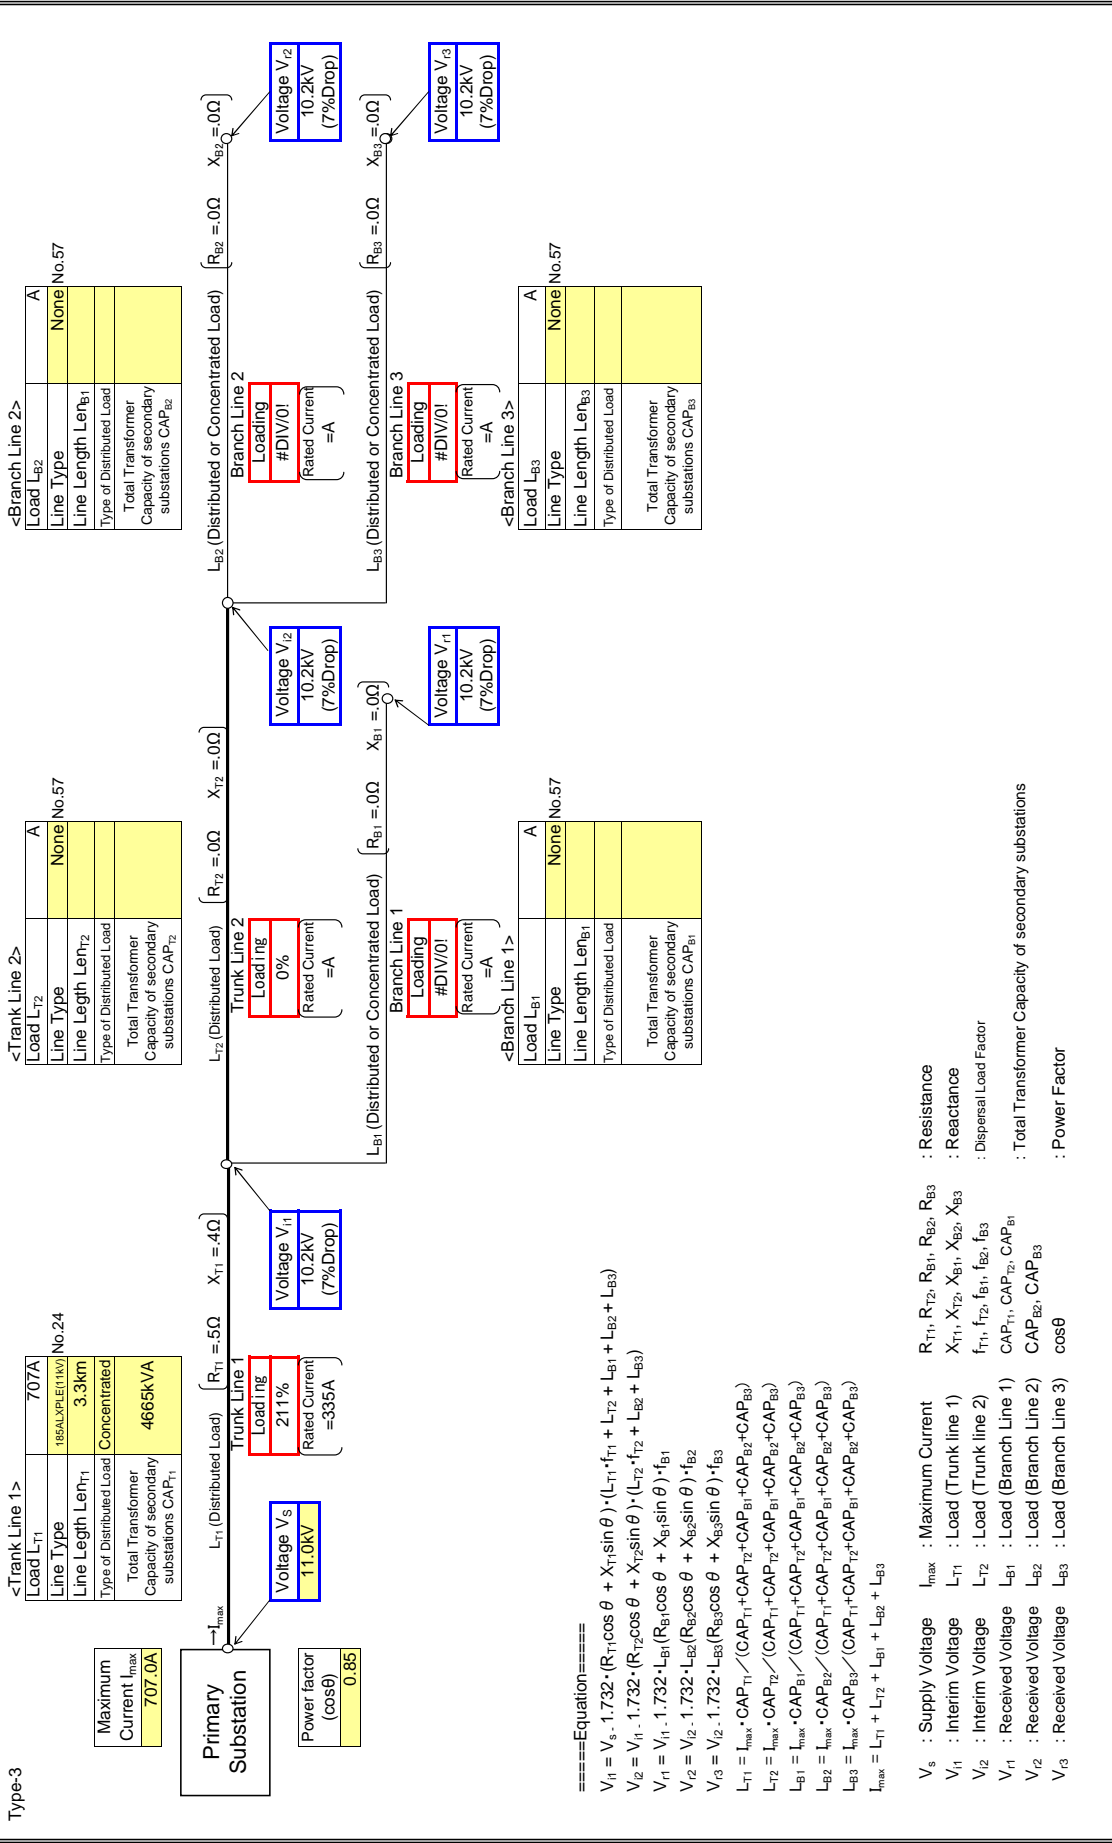 Type-3
Maximum
Current Imax
707.0A
Primary
Substation
Power factor
(cosθ)
0.85
→Imax
Voltage VS
11.0kV
<Trank Line 1>
Load LT1 707A
Line Type 185ALXPLE(11kV) No.24
Line Legth LenT1 3.3km
Type of Distributed Load Concentrated
Total Transformer
Capacity of secondary
substations CAPT1
4665kVA
LT1 (Distributed Load) RT1 =.5Ω XT1 =.4Ω
Trunk Line 1
Loading
211%
Rated Current
=335A
Voltage Vi1
10.2kV
(7%Drop)
<Trank Line 2>
Load LT2 A
Line Type None No.57
Line Length LenT2
Type of Distributed Load
Total Transformer
Capacity of secondary
substations CAPT2
LT2 (Distributed Load) RT2 =.0Ω XT2 =.0Ω
Trunk Line 2
Loading
0%
Rated Current
=A
Voltage Vi2
10.2kV
(7%Drop)
LB1 (Distributed or Concentrated Load) RB1 =.0Ω XB1 =.0Ω
Branch Line 1
Loading
#DIV/0!
Rated Current
=A
Voltage Vr1
10.2kV
(7%Drop)
<Branch Line 1>
Load LB1 A
Line Type None No.57
Line Length LenB1
Type of Distributed Load
Total Transformer
Capacity of secondary
substations CAPB1
<Branch Line 2>
Load LB2 A
Line Type None No.57
Line Length LenB1
Type of Distributed Load
Total Transformer
Capacity of secondary
substations CAPB2
LB2 (Distributed or Concentrated Load) RB2 =.0Ω XB2 =.0Ω
Branch Line 2
Loading
#DIV/0!
Rated Current
=A
Voltage Vr2
10.2kV
(7%Drop)
LB3 (Distributed or Concentrated Load) RB3 =.0Ω XB3 =.0Ω
Branch Line 3
Loading
#DIV/0!
Rated Current
=A
Voltage Vr3
10.2kV
(7%Drop)
<Branch Line 3>
Load LB3 A
Line Type None No.57
Line Length LenB3
Type of Distributed Load
Total Transformer
Capacity of secondary
substations CAPB3
=====Equation=====
Vi1 = Vs - 1.732・(RT1cos θ + XT1sin θ)・(LT1・fT1 + LT2 + LB1 + LB2 + LB3)
Vi2 = Vi1 - 1.732・(RT2cos θ + XT2sin θ)・(LT2・fT2 + LB2 + LB3)
Vr1 = Vi1 - 1.732・LB1(RB1cos θ + XB1sin θ)・fB1
Vr2 = Vi2 - 1.732・LB2(RB2cos θ + XB2sin θ)・fB2
Vr3 = Vi2 - 1.732・LB3(RB3cos θ + XB3sin θ)・fB3
LT1 = Imax・CAPT1／(CAPT1+CAPT2+CAPB1+CAPB2+CAPB3)
LT2 = Imax・CAPT2／(CAPT1+CAPT2+CAPB1+CAPB2+CAPB3)
LB1 = Imax・CAPB1／(CAPT1+CAPT2+CAPB1+CAPB2+CAPB3)
LB2 = Imax・CAPB2／(CAPT1+CAPT2+CAPB1+CAPB2+CAPB3)
LB3 = Imax・CAPB3／(CAPT1+CAPT2+CAPB1+CAPB2+CAPB3)
Imax = LT1 + LT2 + LB1 + LB2 + LB3
Vs : Supply Voltage Imax : Maximum Current RT1, RT2, RB1, RB2, RB3 : Resistance
Vi1 : Interim Voltage LT1 : Load (Trunk line 1) XT1, XT2, XB1, XB2, XB3 : Reactance
Vi2 : Interim Voltage LT2 : Load (Trunk line 2) fT1, fT2, fB1, fB2, fB3 : Dispersal Load Factor
Vr1 : Received Voltage LB1 : Load (Branch Line 1) CAPT1, CAPT2, CAPB1 : Total Transformer Capacity of secondary substations
Vr2 : Received Voltage LB2 : Load (Branch Line 2) CAPB2, CAPB3
Vr3 : Received Voltage LB3 : Load (Branch Line 3) cosθ : Power Factor